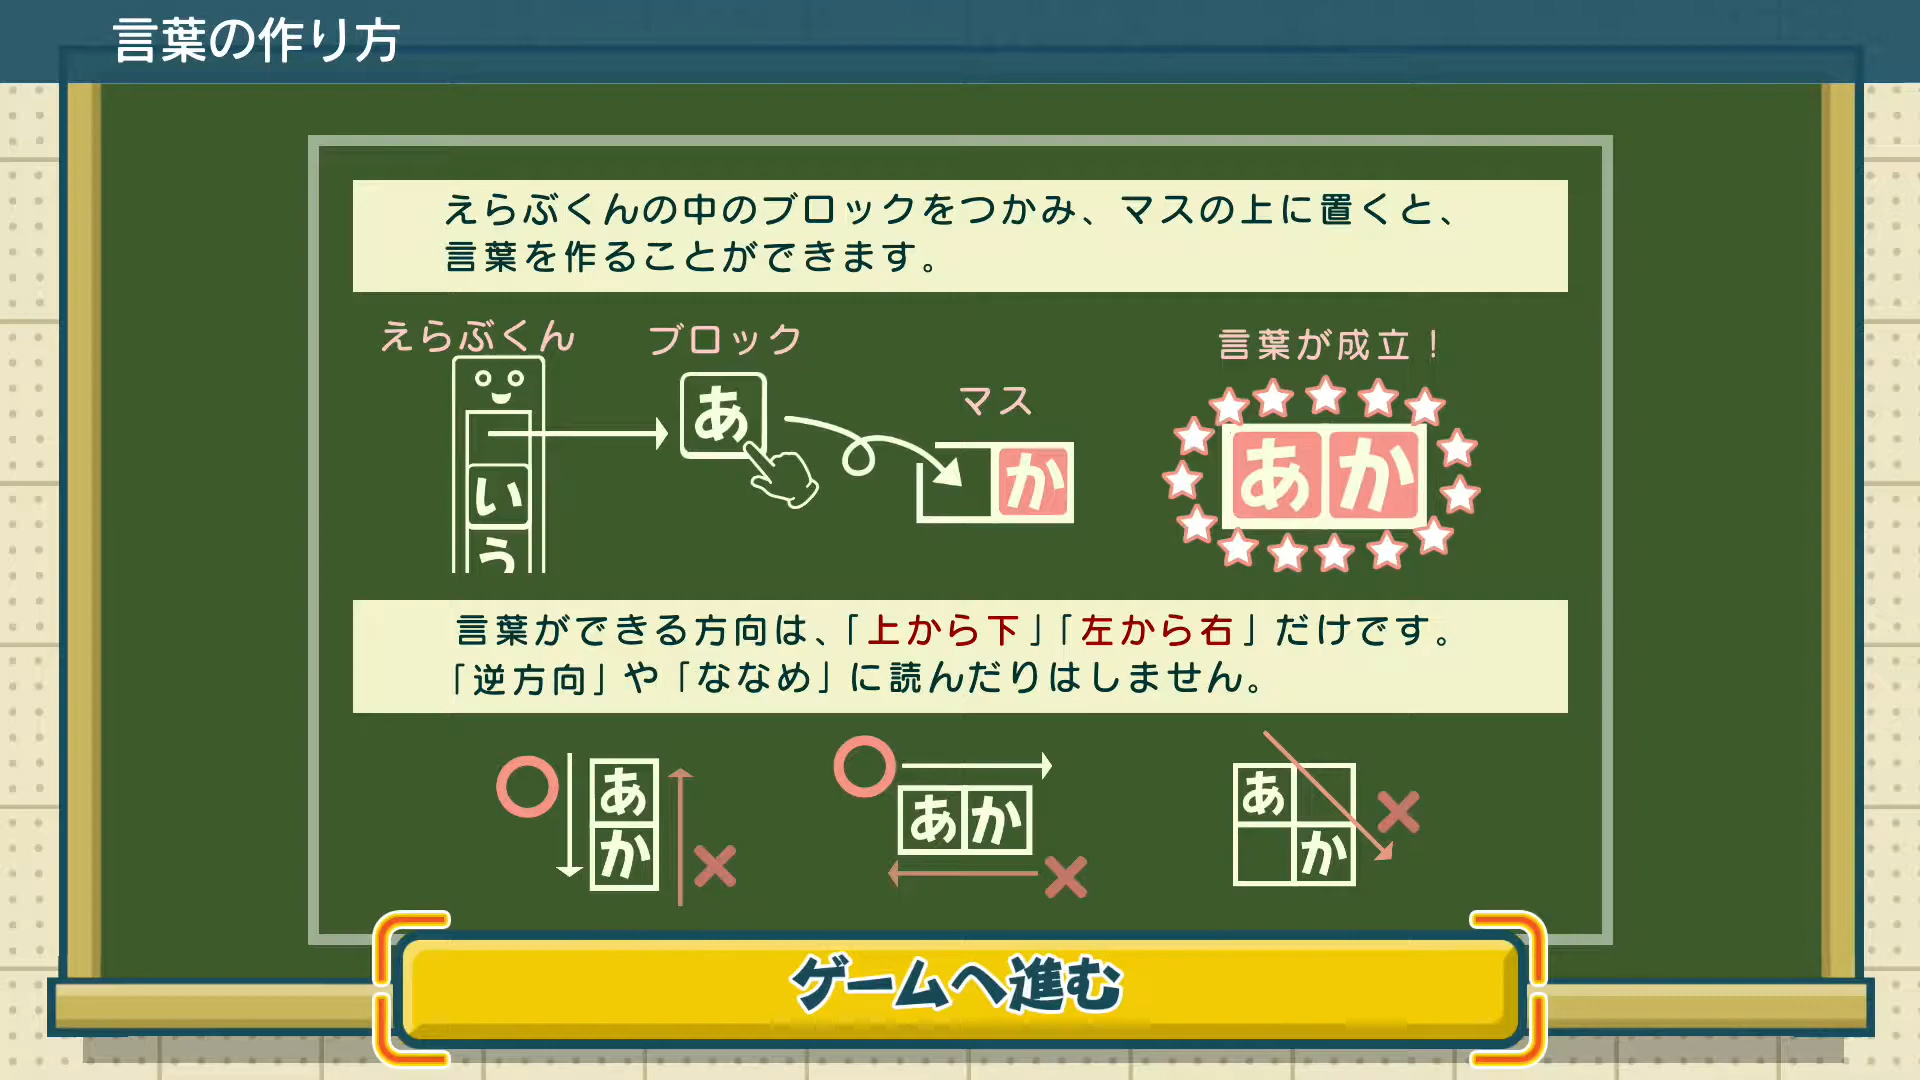 言葉の作り方
えらぶくんの中のブロックをつかみ、マスの上に置くと、
言葉を作ることができます。
えらぶくん
ブロック
マス
言葉が成立！
い
う
あ
か
あか
言葉ができる方向は、「上から下」「左から右」だけです。
「逆方向」や「ななめ」に読んだりはしません。
あ
か
あか
あ
か
ゲームへ進む